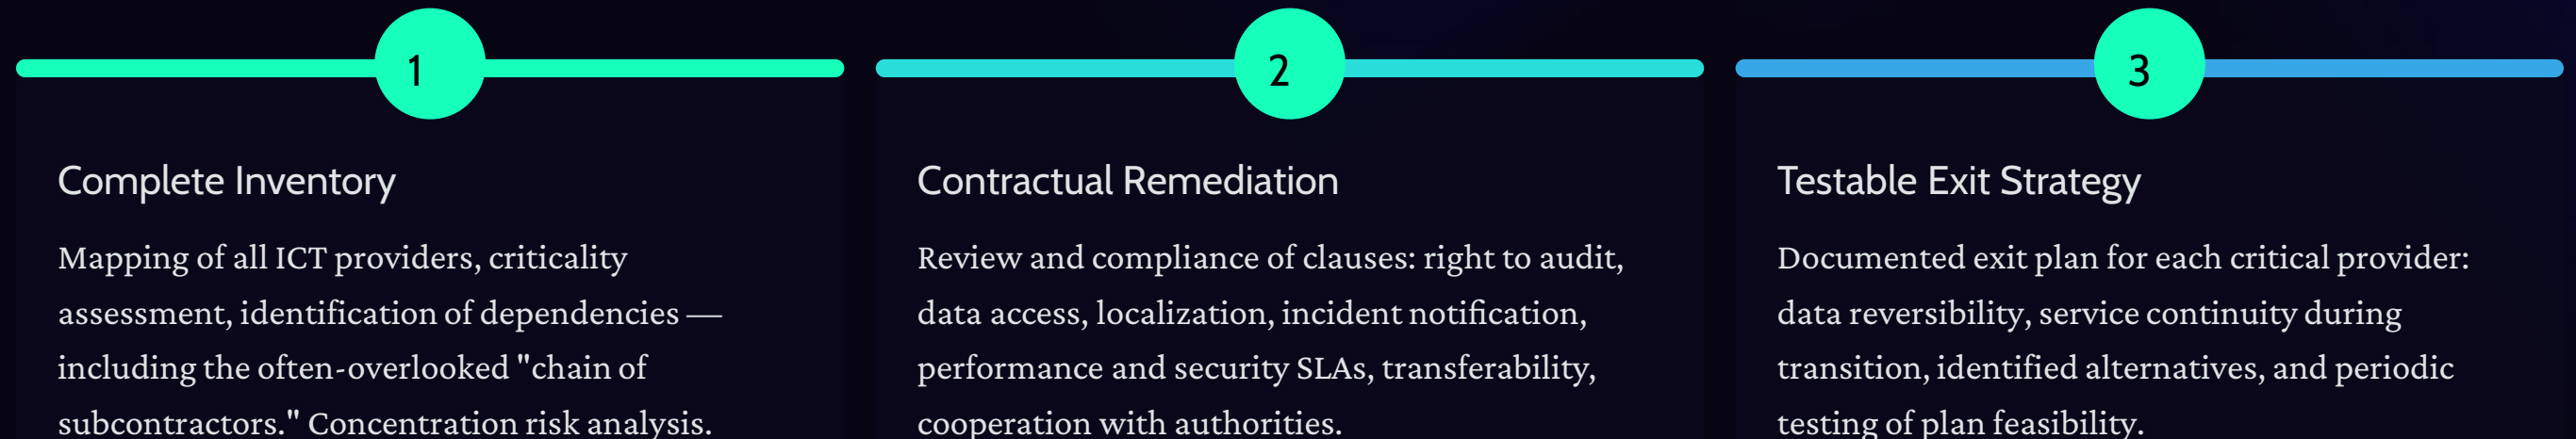 1
Complete Inventory
Mapping of all ICT providers, criticality
assessment, identification of dependencies —
including the often-overlooked "chain of
subcontractors." Concentration risk analysis.
2
Contractual Remediation
Review and compliance of clauses: right to audit,
data access, localization, incident notification,
performance and security SLAs, transferability,
cooperation with authorities.
3
Testable Exit Strategy
Documented exit plan for each critical provider:
data reversibility, service continuity during
transition, identified alternatives, and periodic
testing of plan feasibility.